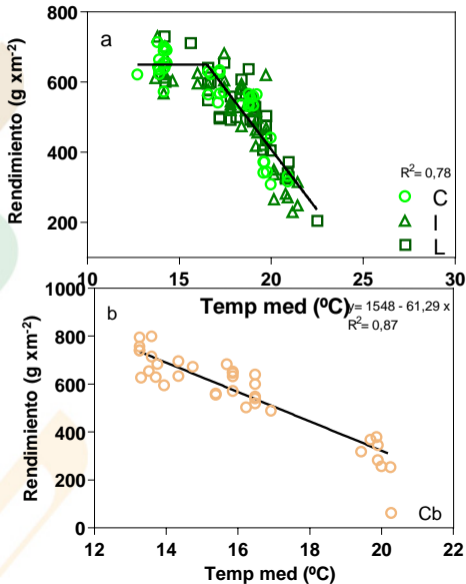 800
a
600
400
200
Rendimiento (g xm⁻²)
R²= 0,78
C
I
L
10 15 20 25 30
Temp med (ºC)
y= 1548 - 61,29 x
R²= 0,87
1000
b
800
600
400
200
0
Rendimiento (g xm⁻²)
Cb
12 14 16 18 20 22
Temp med (ºC)